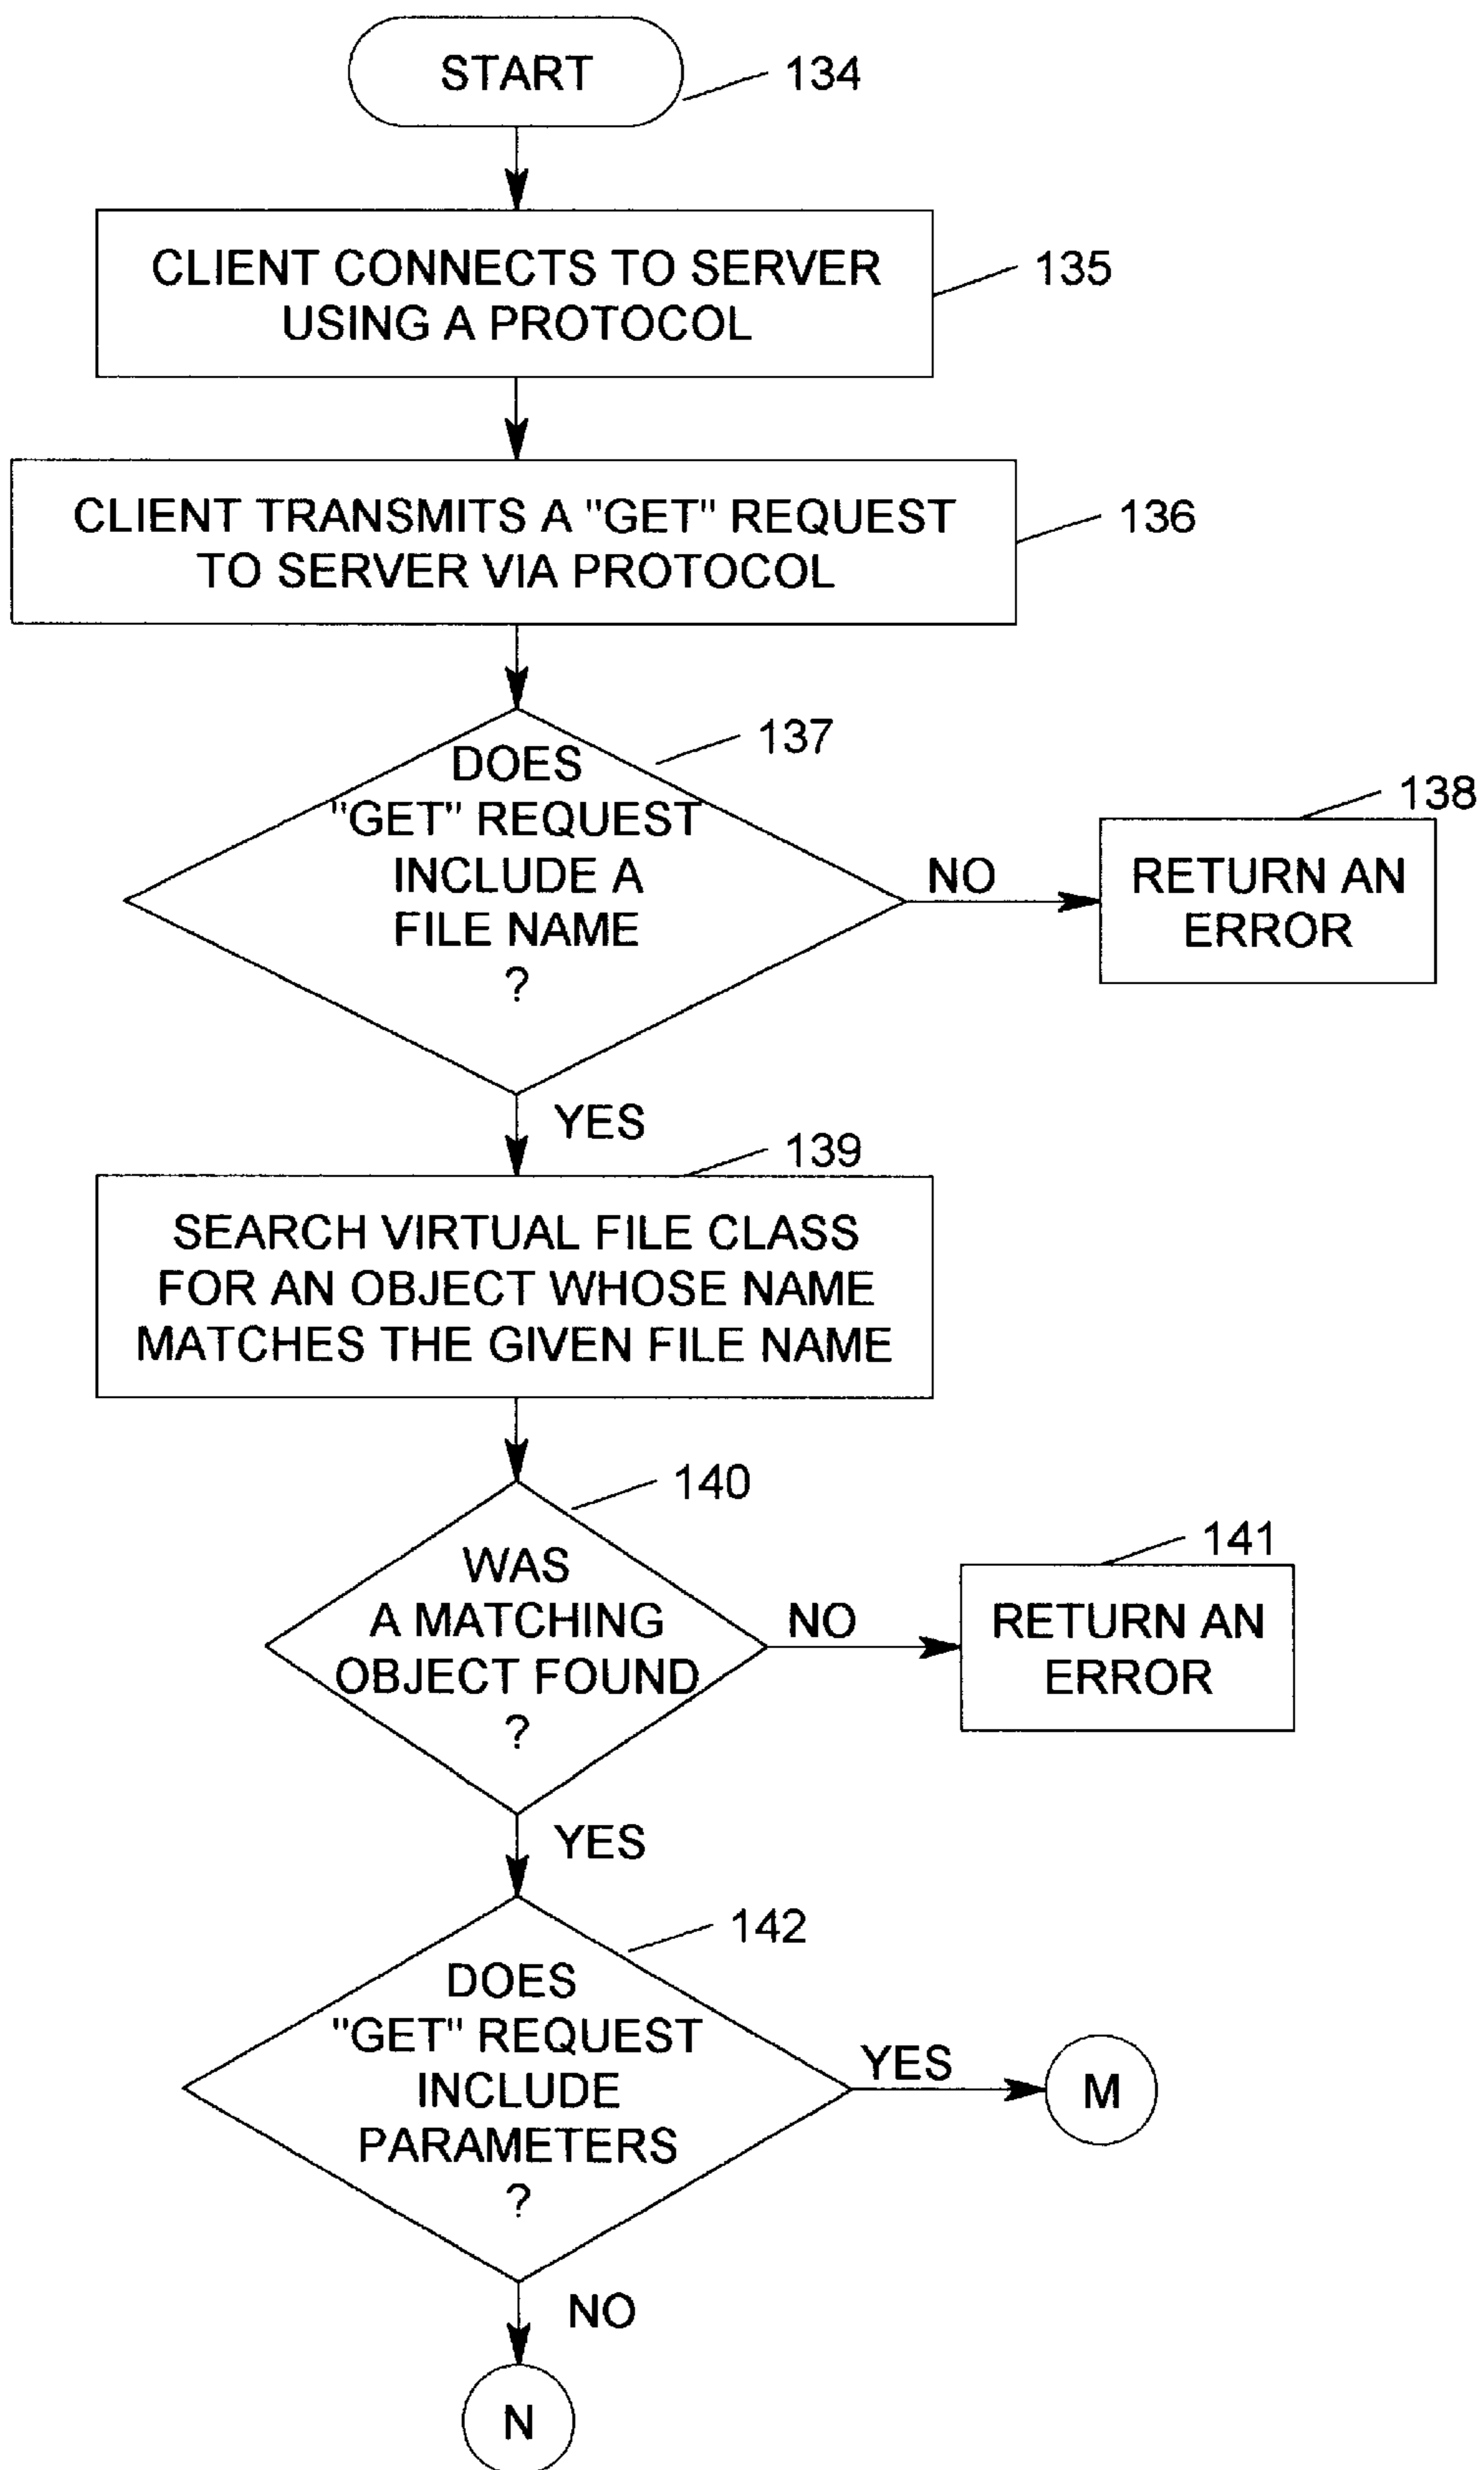 START
134
CLIENT CONNECTS TO SERVER
USING A PROTOCOL
135
CLIENT TRANSMITS A "GET" REQUEST
TO SERVER VIA PROTOCOL
136
DOES
"GET" REQUEST
INCLUDE A
FILE NAME
?
137
NO
138
RETURN AN
ERROR
YES
139
SEARCH VIRTUAL FILE CLASS
FOR AN OBJECT WHOSE NAME
MATCHES THE GIVEN FILE NAME
140
WAS
A MATCHING
OBJECT FOUND
?
NO
141
RETURN AN
ERROR
YES
142
DOES
"GET" REQUEST
INCLUDE
PARAMETERS
?
YES
M
NO
N